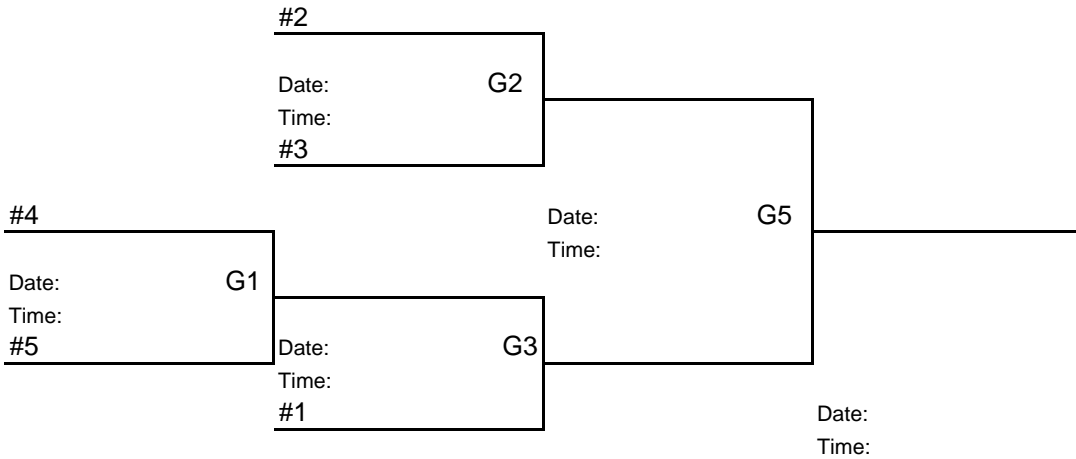 #2
Date: G2
Time:
#3
#4
Date: G5
Time:
Date: G1
Time:
#5
Date: G3
Time:
#1
Date:
Time: